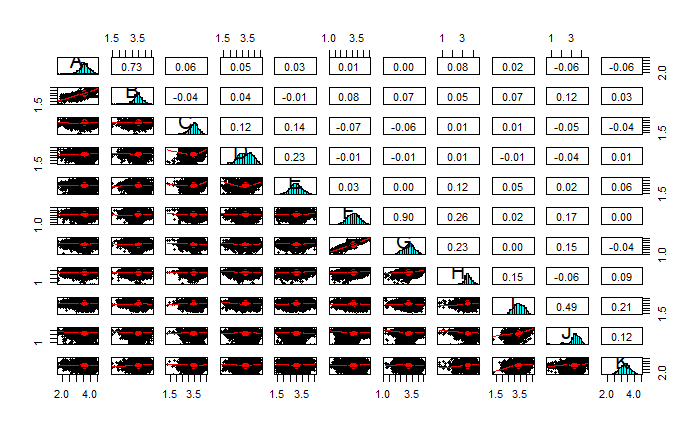 1.5 3.5 1.5 3.5 1.0 3.5 1 3 1 3
A 0.73 0.06 0.05 0.03 0.01 0.00 0.08 0.02 -0.06 -0.06 2.0
1.5 B -0.04 0.04 -0.01 0.08 0.07 0.05 0.07 0.12 0.03
C 0.12 0.14 -0.07 -0.06 0.01 0.01 -0.05 -0.04 1.5
1.5 D 0.23 -0.01 -0.01 0.01 -0.01 -0.04 0.01
E 0.03 0.00 0.12 0.05 0.02 0.06 1.5
1.0 F 0.90 0.26 0.02 0.17 0.00
G 0.23 0.00 0.15 -0.04 1.0
1 H 0.15 -0.06 0.09
I 0.49 0.21 1.5
1 J 0.12
K 2.0
2.0 4.0 1.5 3.5 1.5 3.5 1.0 3.5 1.5 3.5 2.0 4.0